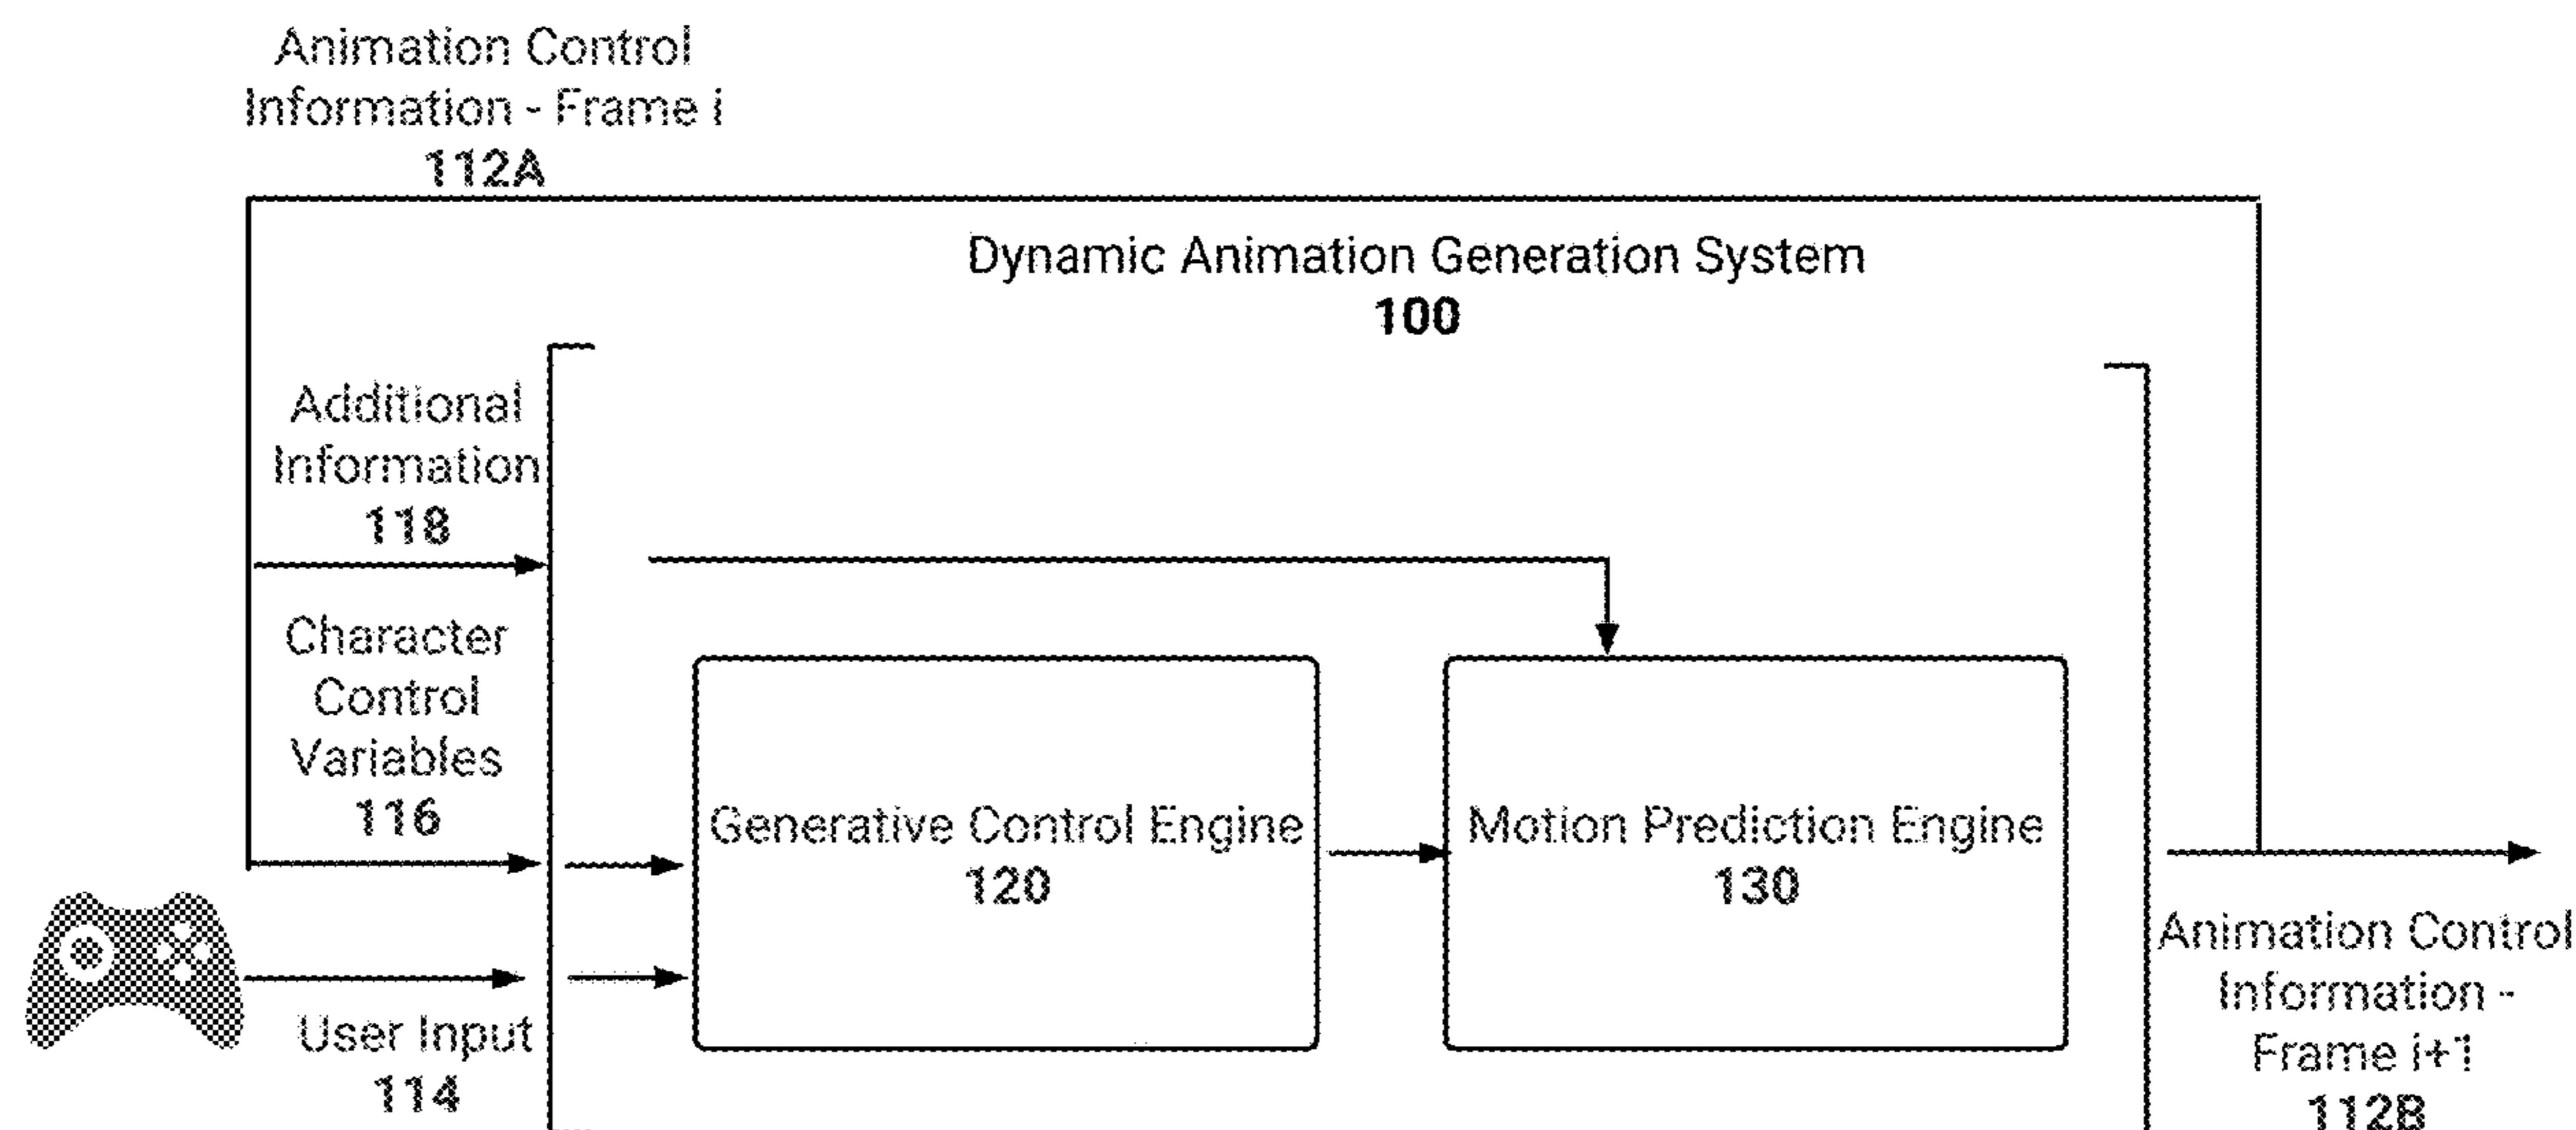 Animation Control
Information - Frame i
112A
Dynamic Animation Generation System
100
Additional
Information
118
Character
Control
Variables
116
Generative Control Engine
120
Motion Prediction Engine
130
User Input
114
Animation Control
Information -
Frame i+1
112B